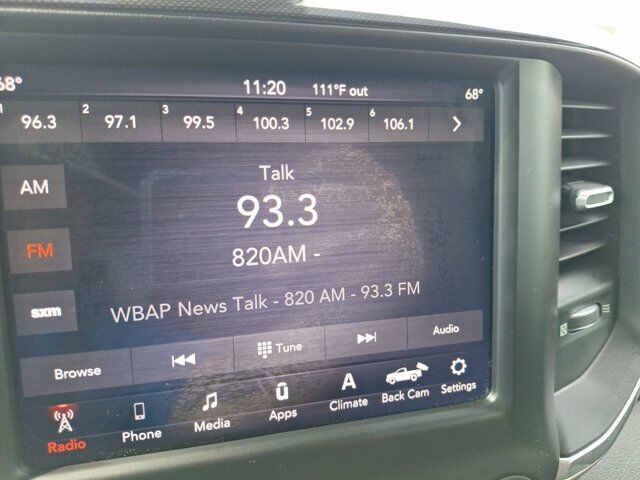 68° 11:20 111°F out 68°
1 96.3 2 97.1 3 99.5 4 100.3 5 102.9 6 106.1
AM
Talk
93.3
FM
820AM -
sxm
WBAP News Talk - 820 AM - 93.3 FM
Browse Tune Audio
Radio Phone Media Apps Climate Back Cam Settings